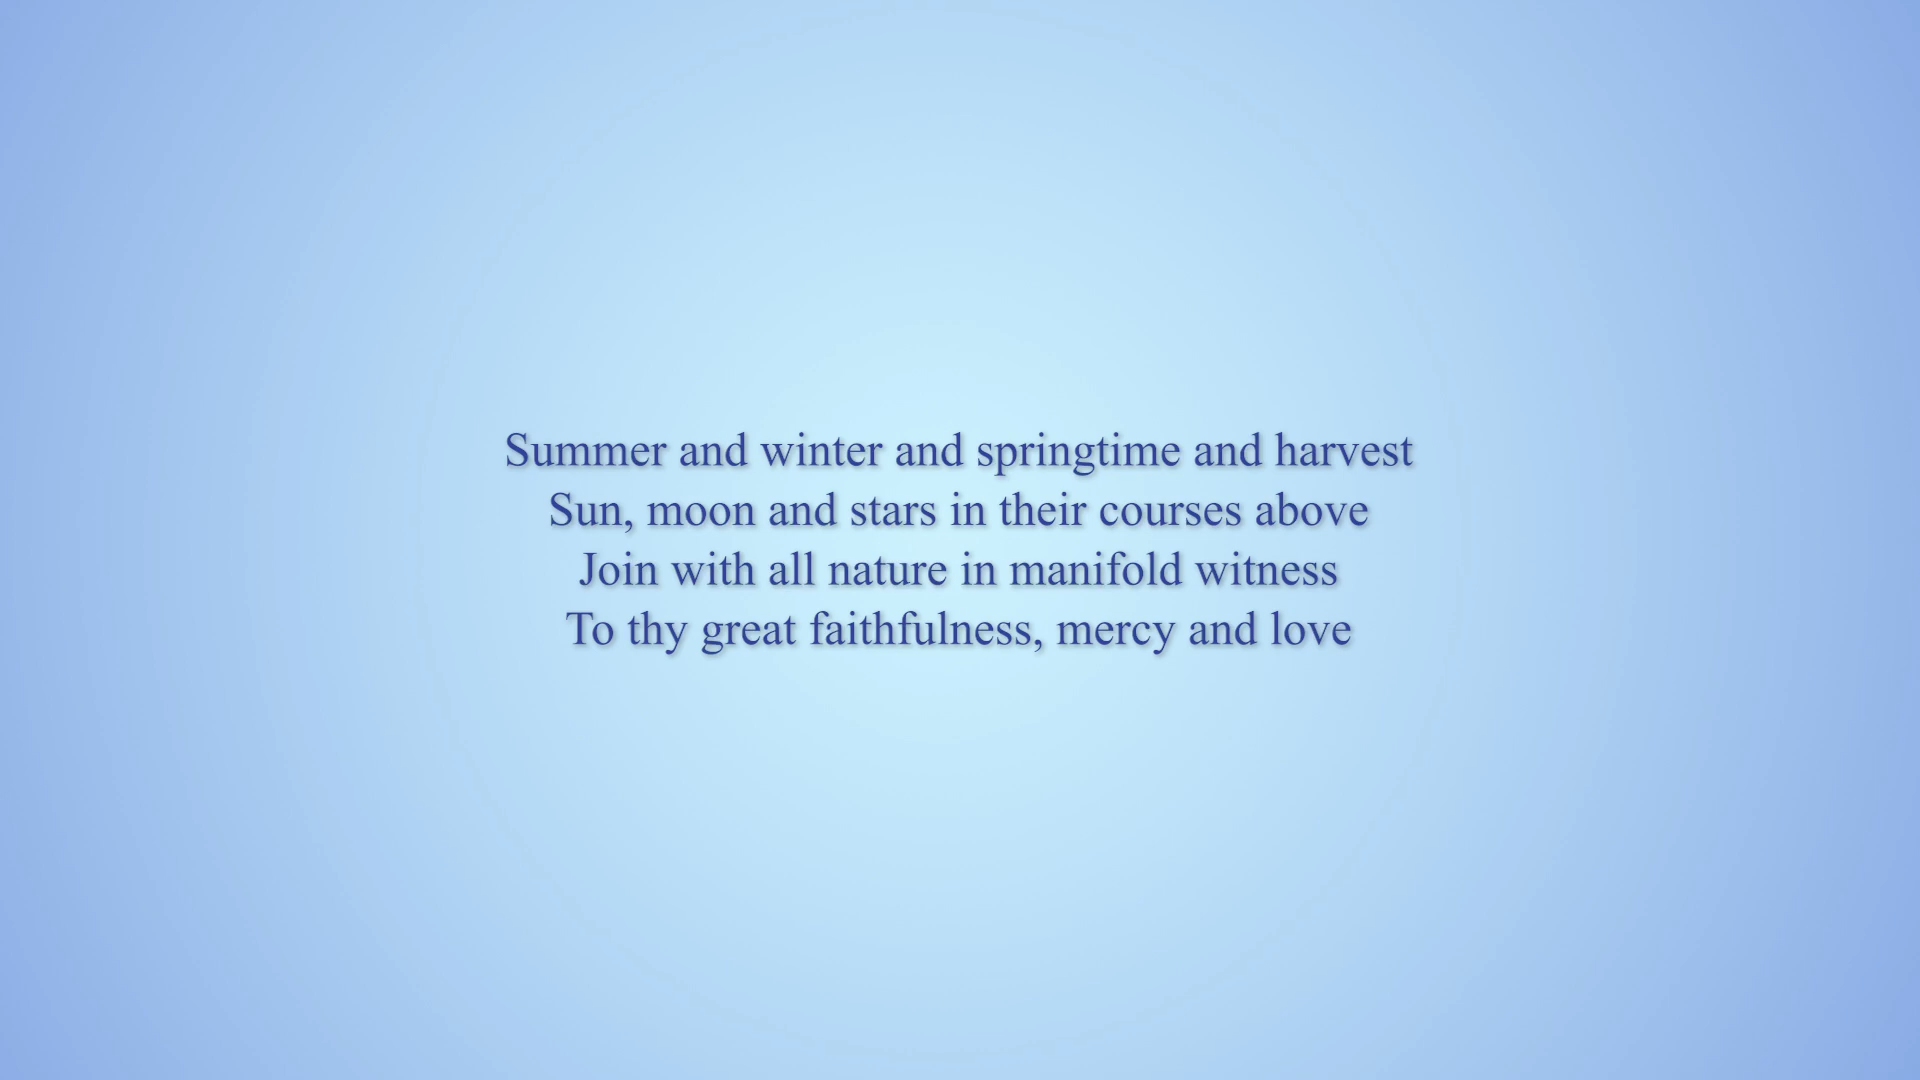 Summer and winter and springtime and harvest
Sun, moon and stars in their courses above
Join with all nature in manifold witness
To thy great faithfulness, mercy and love